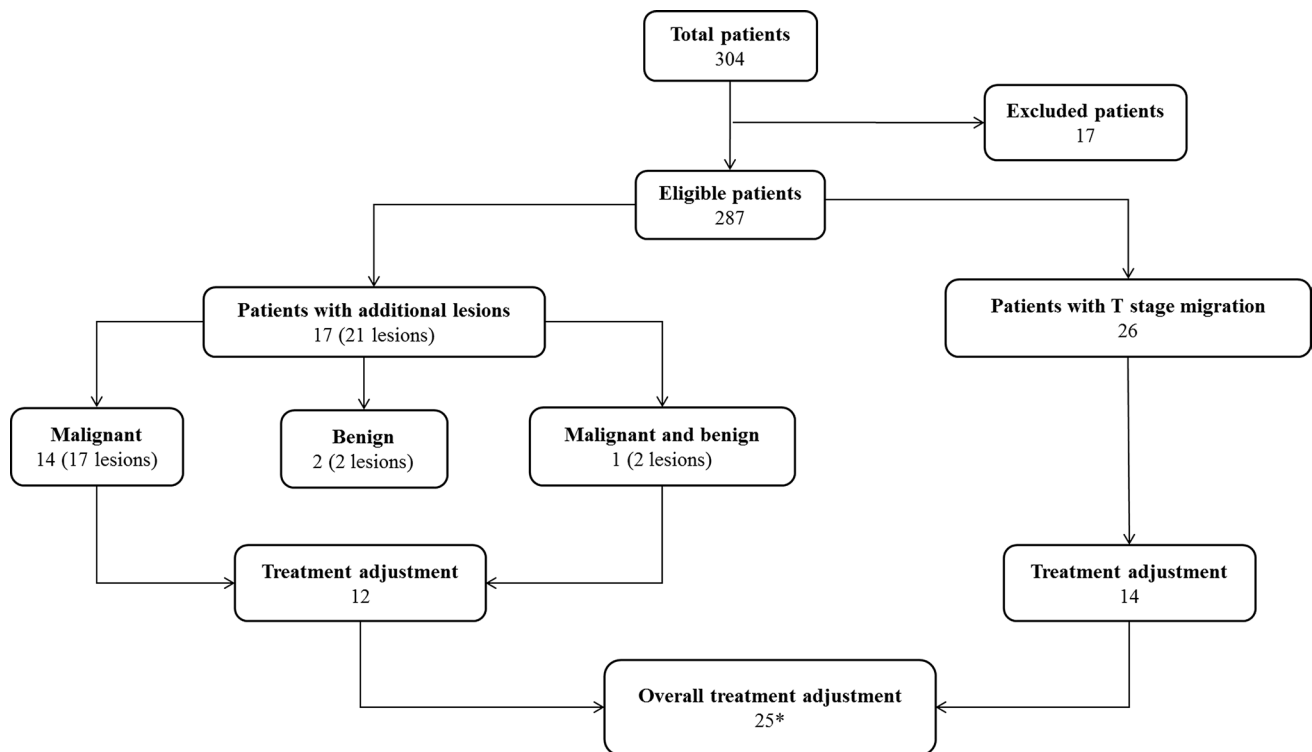 Total patients
304
Excluded patients
17
Eligible patients
287
Patients with additional lesions
17 (21 lesions)
Patients with T stage migration
26
Malignant
14 (17 lesions)
Benign
2 (2 lesions)
Malignant and benign
1 (2 lesions)
Treatment adjustment
12
Treatment adjustment
14
Overall treatment adjustment
25*